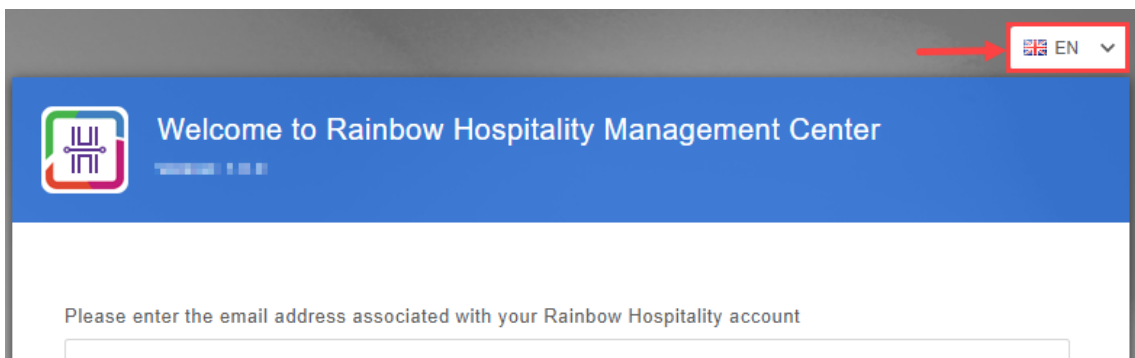 EN
Welcome to Rainbow Hospitality Management Center
Please enter the email address associated with your Rainbow Hospitality account